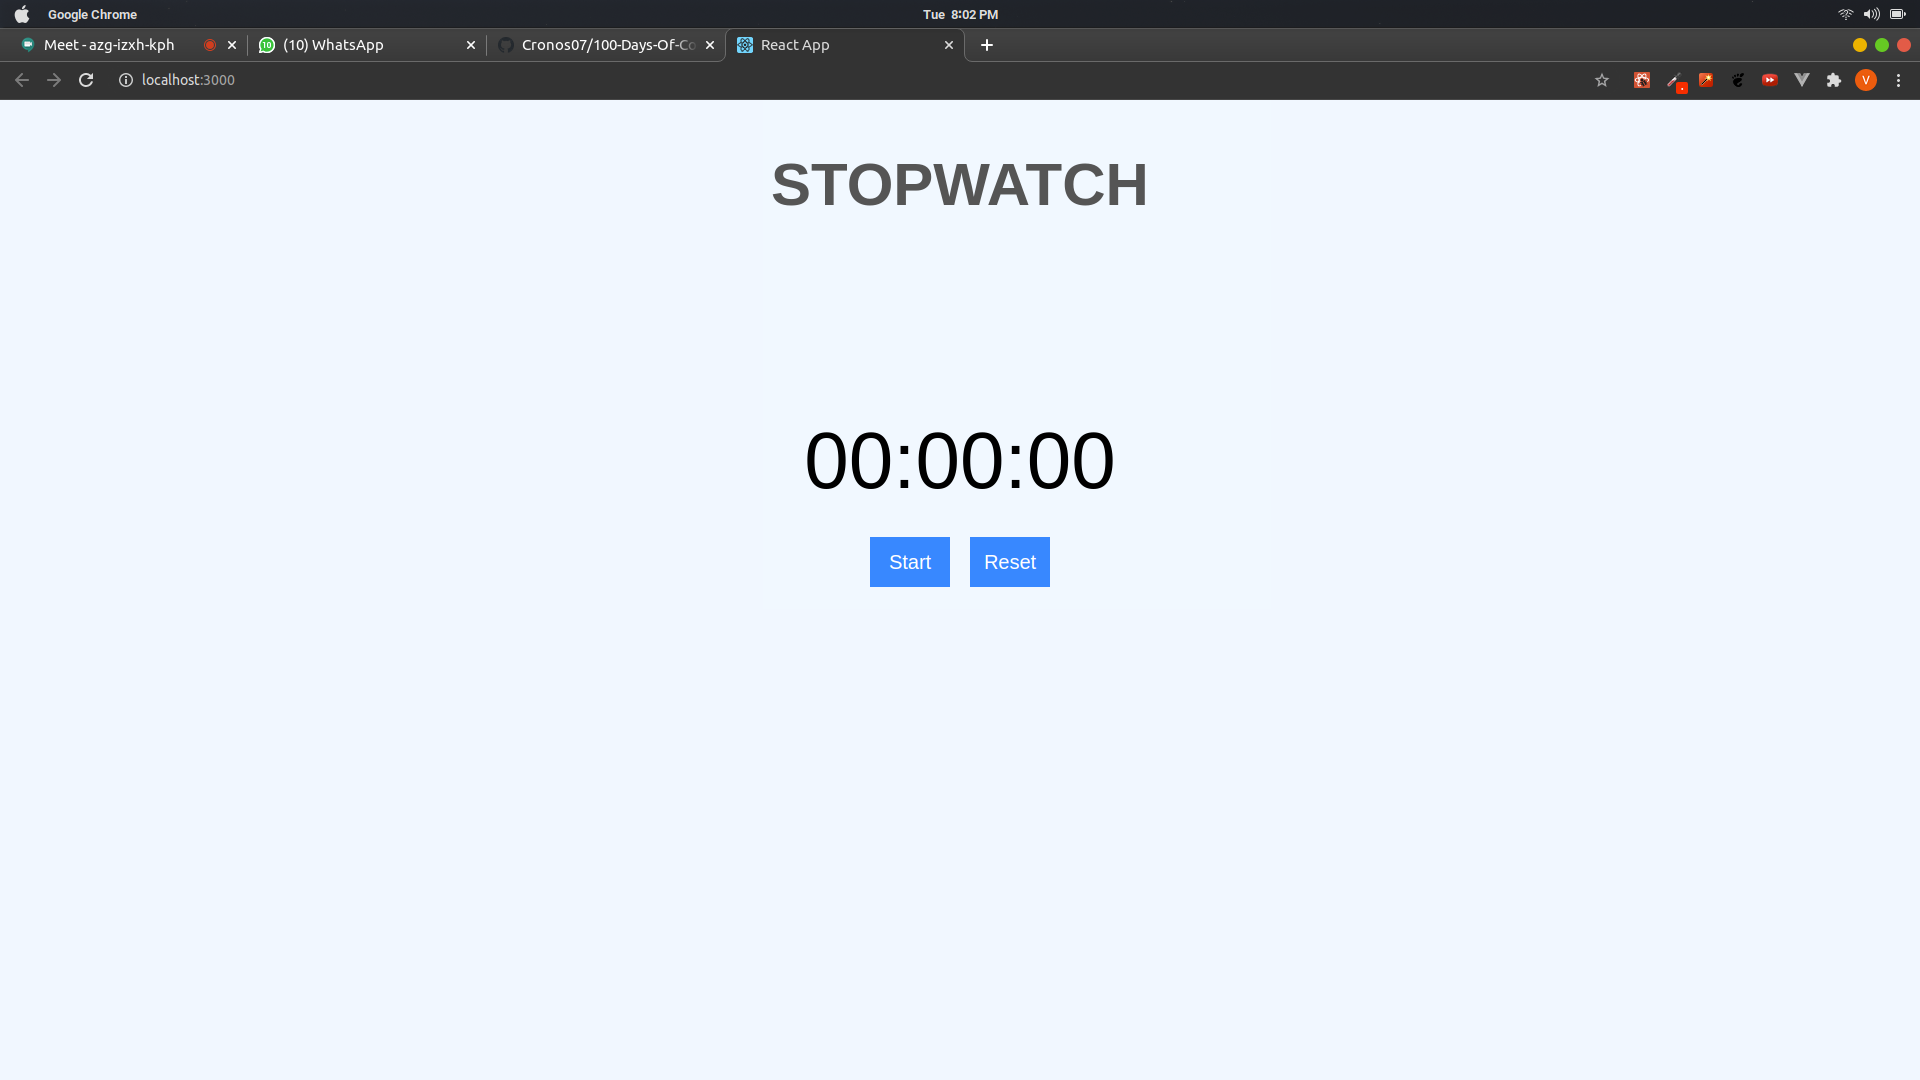 Google Chrome
Tue 8:02 PM
Meet - azg-izxh-kph
(10) WhatsApp
Cronos07/100-Days-Of-Co
React App
localhost:3000
V
STOPWATCH
00:00:00
Start
Reset